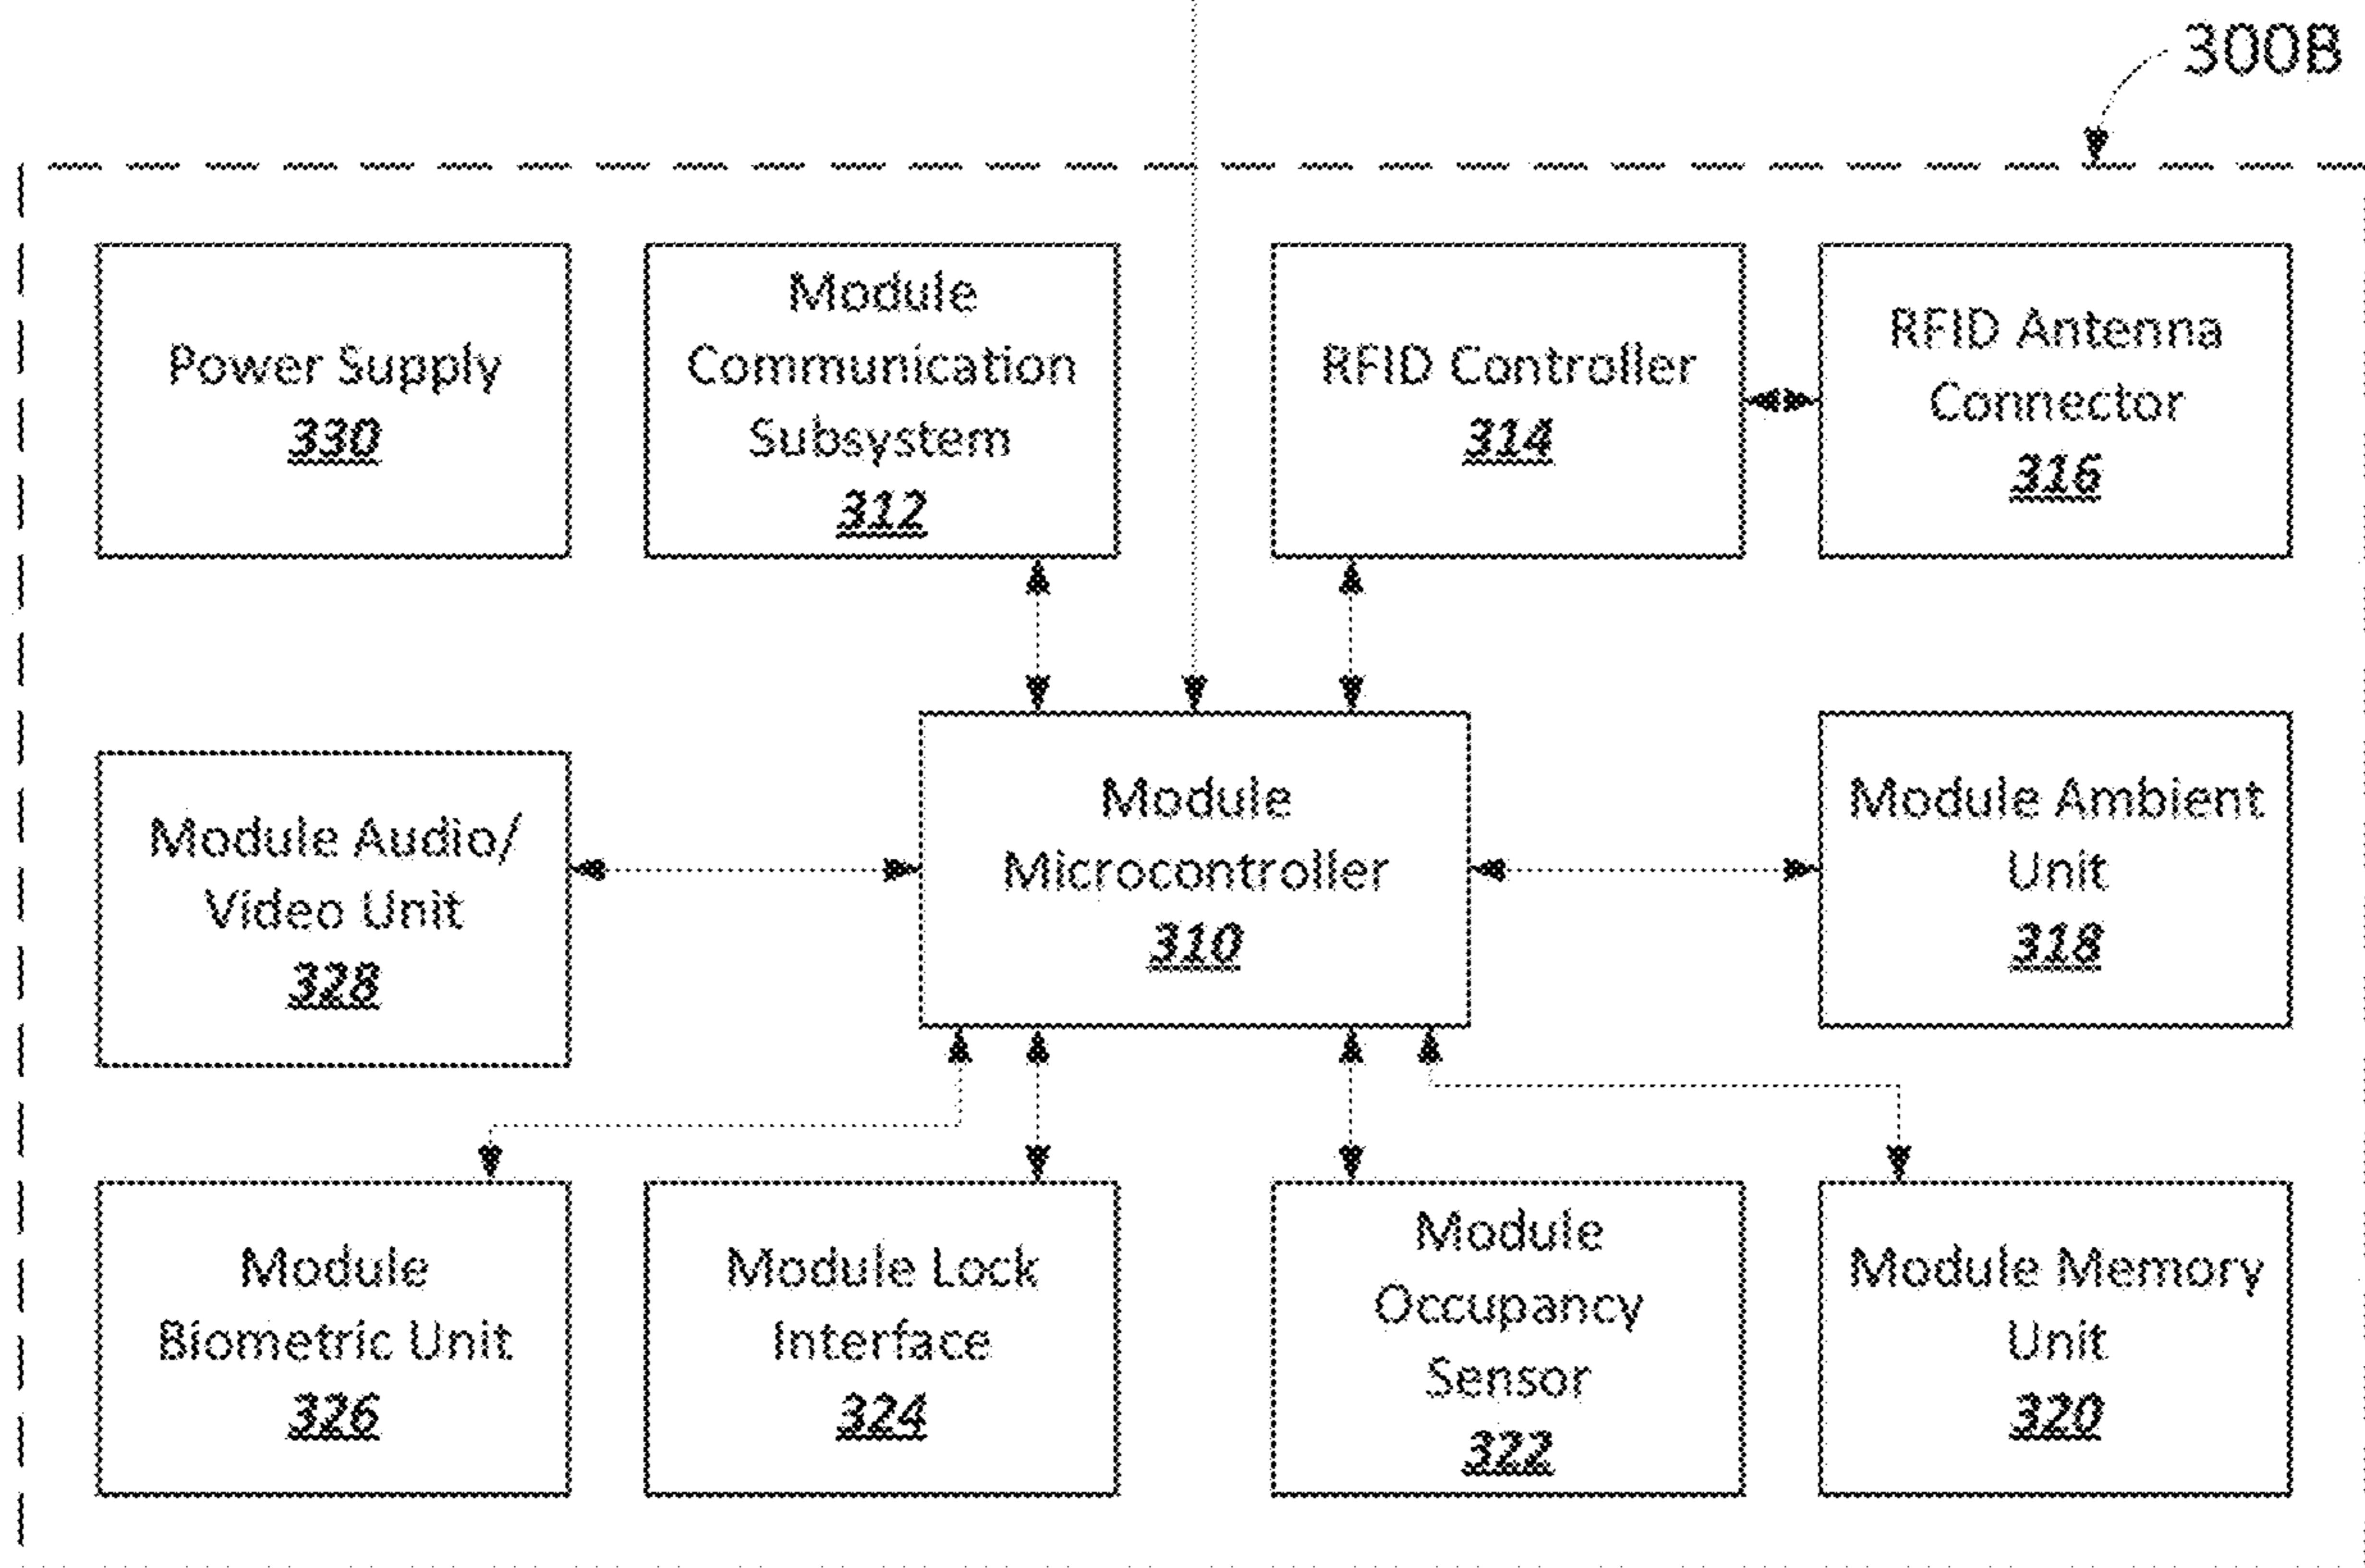 300B
Power Supply
330
Module
Communication
Subsystem
312
RFID Controller
314
RFID Antenna
Connector
316
Module Audio/
Video Unit
328
Module
Microcontroller
310
Module Ambient
Unit
318
Module
Biometric Unit
326
Module Lock
Interface
324
Module
Occupancy
Sensor
322
Module Memory
Unit
320